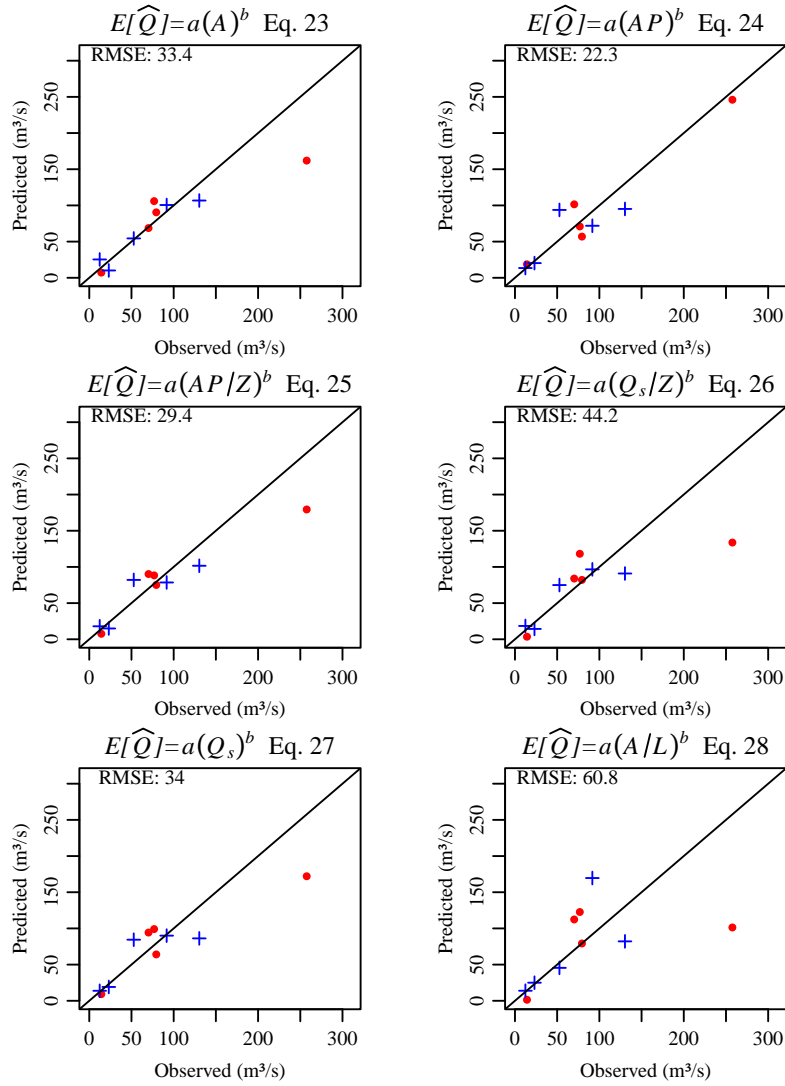 E[Q̂]=a(A)ᵇ Eq. 23
RMSE: 33.4
Predicted (m³/s)
0 50 150 250
0 50 100 150 200 250 300
Observed (m³/s)
E[Q̂]=a(AP)ᵇ Eq. 24
RMSE: 22.3
Predicted (m³/s)
0 50 150 250
0 50 100 200 300
Observed (m³/s)
E[Q̂]=a(AP/Z)ᵇ Eq. 25
RMSE: 29.4
Predicted (m³/s)
0 50 150 250
0 50 100 200 300
Observed (m³/s)
E[Q̂]=a(Qₛ/Z)ᵇ Eq. 26
RMSE: 44.2
Predicted (m³/s)
0 50 150 250
0 50 100 200 300
Observed (m³/s)
E[Q̂]=a(Qₛ)ᵇ Eq. 27
RMSE: 34
Predicted (m³/s)
0 50 150 250
0 50 100 200 300
Observed (m³/s)
E[Q̂]=a(A/L)ᵇ Eq. 28
RMSE: 60.8
Predicted (m³/s)
0 50 150 250
0 50 100 200 300
Observed (m³/s)